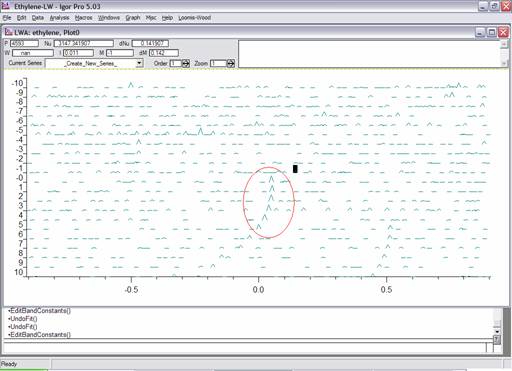 Ethylene-LW - Igor Pro 5.03
File Edit Data Analysis Windows Graph Misc Help Loomis-Wood
LWA: ethylene, Plot0
P 4593 Nu 3147.341907 dNu 0.141907
W nan I 0.011 M -1 dM 0.142
Current Series _Create_New_Series_ Order 1 Zoom 1
-10
-9
-8
-7
-6
-5
-4
-3
-2
-1
-0
1
2
3
4
5
6
7
8
9
10
-0.5 0.0 0.5
•EditBandConstants()
•UndoFit()
•UndoFit()
•EditBandConstants()
Ready